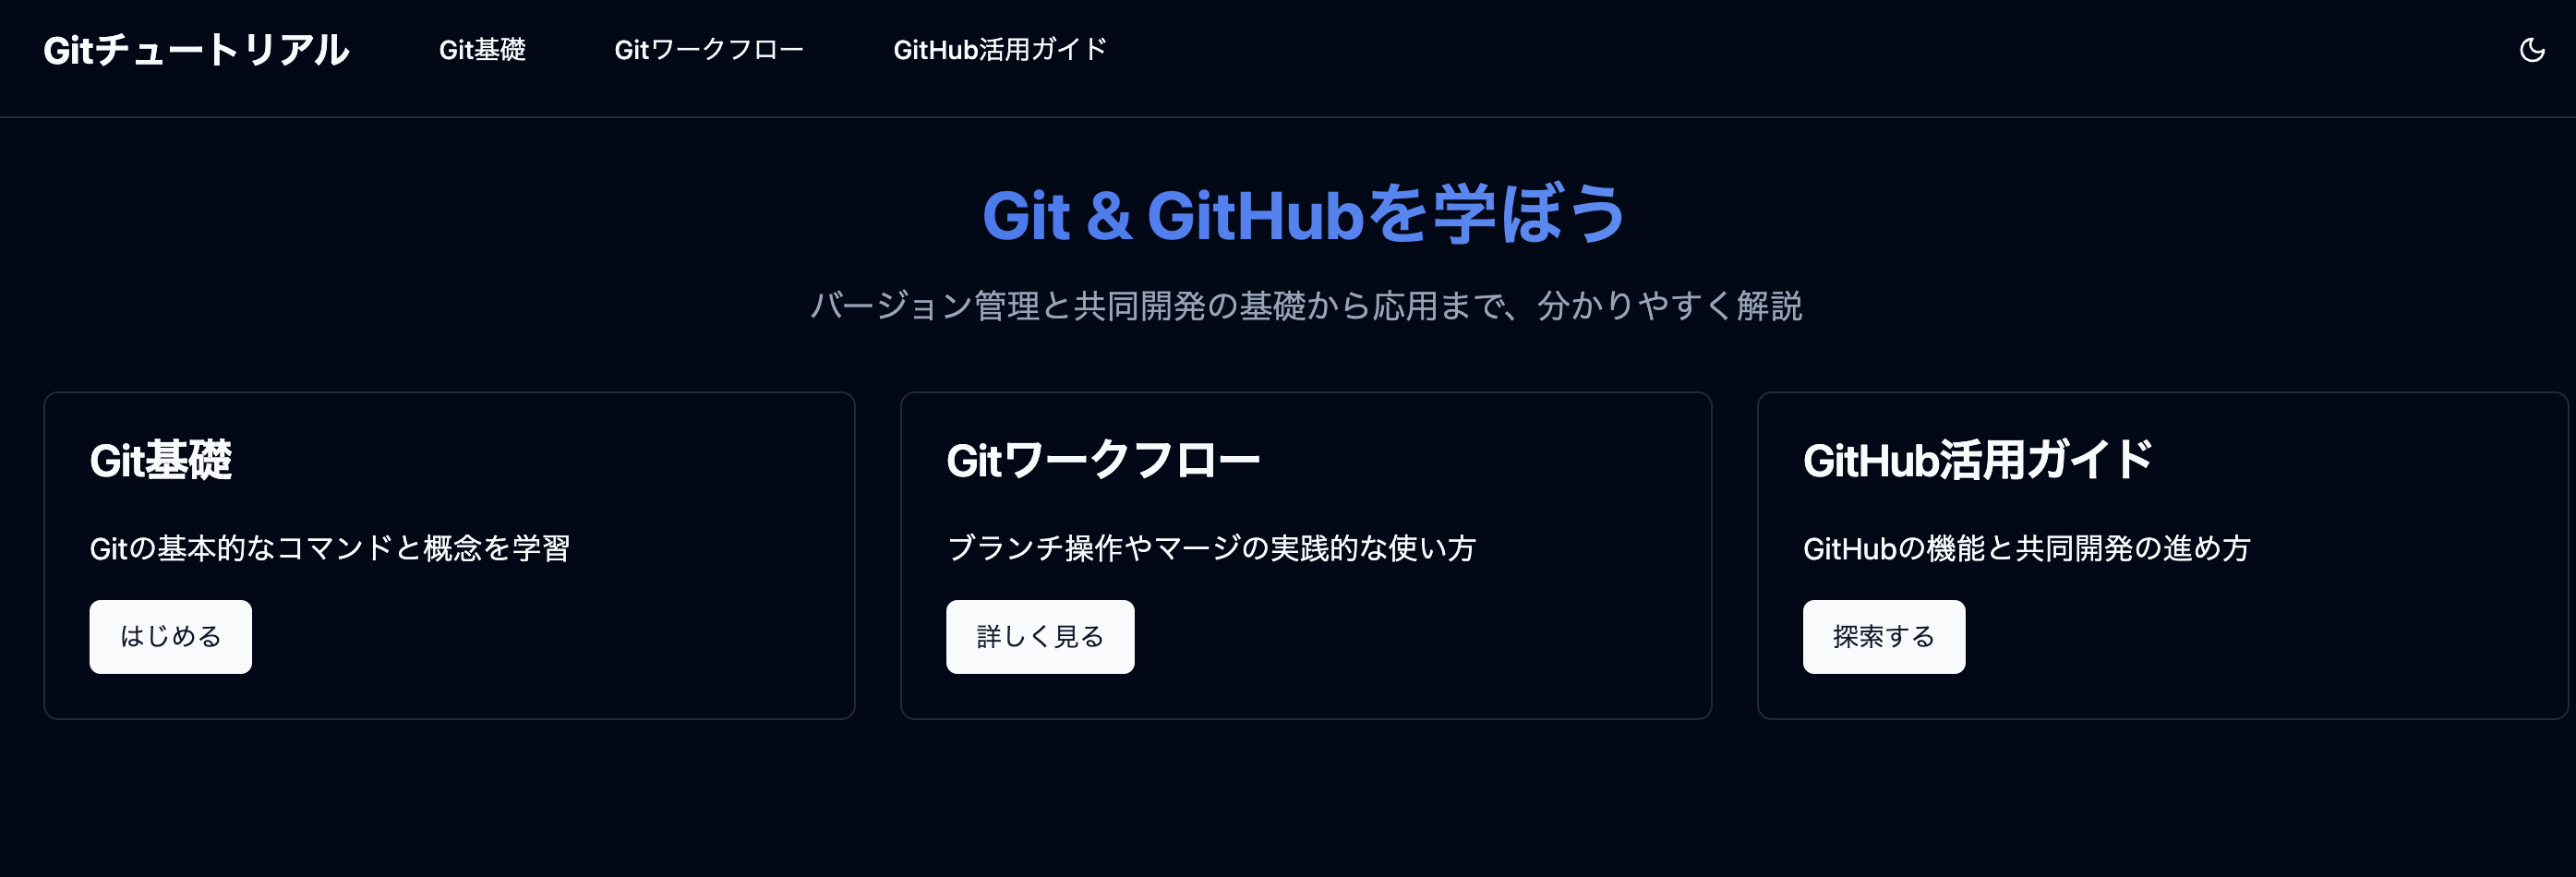 Gitチュートリアル
Git基礎
Gitワークフロー
GitHub活用ガイド
Git & GitHubを学ぼう
バージョン管理と共同開発の基礎から応用まで、分かりやすく解説
Git基礎
Gitの基本的なコマンドと概念を学習
はじめる
Gitワークフロー
ブランチ操作やマージの実践的な使い方
詳しく見る
GitHub活用ガイド
GitHubの機能と共同開発の進め方
探索する